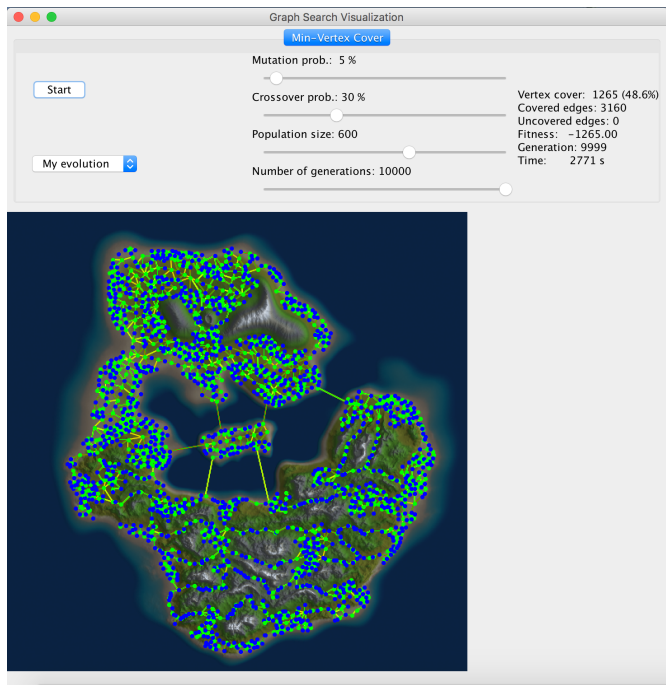 Graph Search Visualization
Min-Vertex Cover
Mutation prob.: 5 %
Start
Crossover prob.: 30 %
Population size: 600
My evolution
Number of generations: 10000
Vertex cover: 1265 (48.6%)
Covered edges: 3160
Uncovered edges: 0
Fitness: -1265.00
Generation: 9999
Time: 2771 s